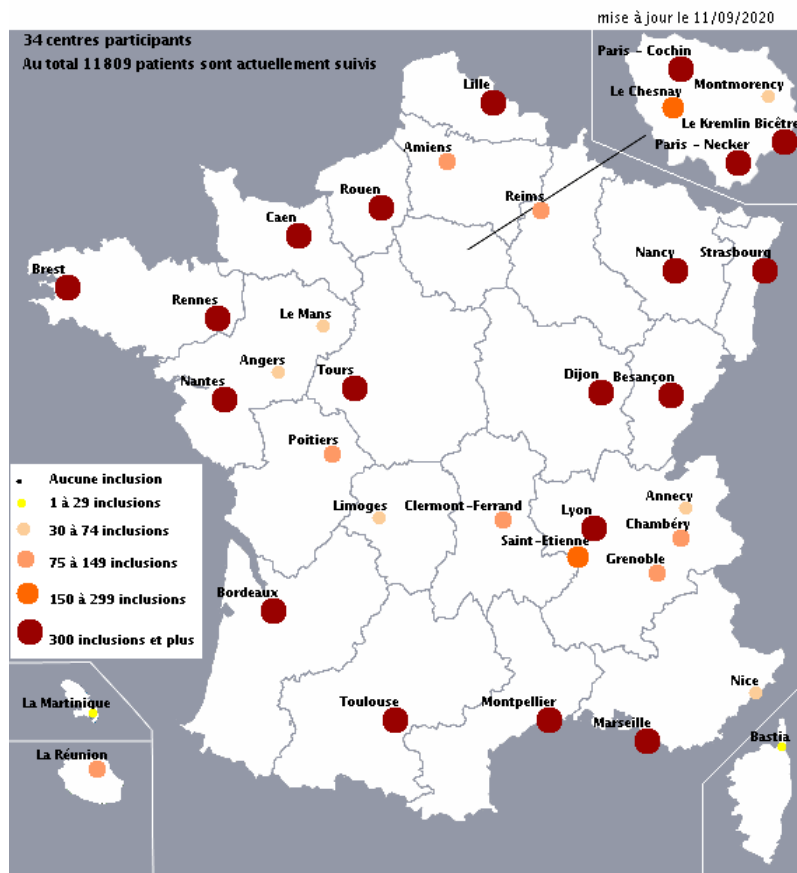 mise à jour le 11/09/2020
34 centres participants
Au total 11809 patients sont actuellement suivis
Paris - Cochin
Lille
Montmorency
Le Chesnay
Le Kremlin Bicêtre
Paris - Necker
Amiens
Rouen
Reims
Caen
Nancy
Strasbourg
Brest
Rennes
Le Mans
Angers
Tours
Dijon
Besançon
Nantes
Poitiers
Aucune inclusion
1 à 29 inclusions
30 à 74 inclusions
75 à 149 inclusions
150 à 299 inclusions
300 inclusions et plus
Limoges
Clermont-Ferrand
Annecy
Lyon
Chambéry
Saint-Etienne
Grenoble
Bordeaux
Nice
La Martinique
Toulouse
Montpellier
Marseille
Bastia
La Réunion